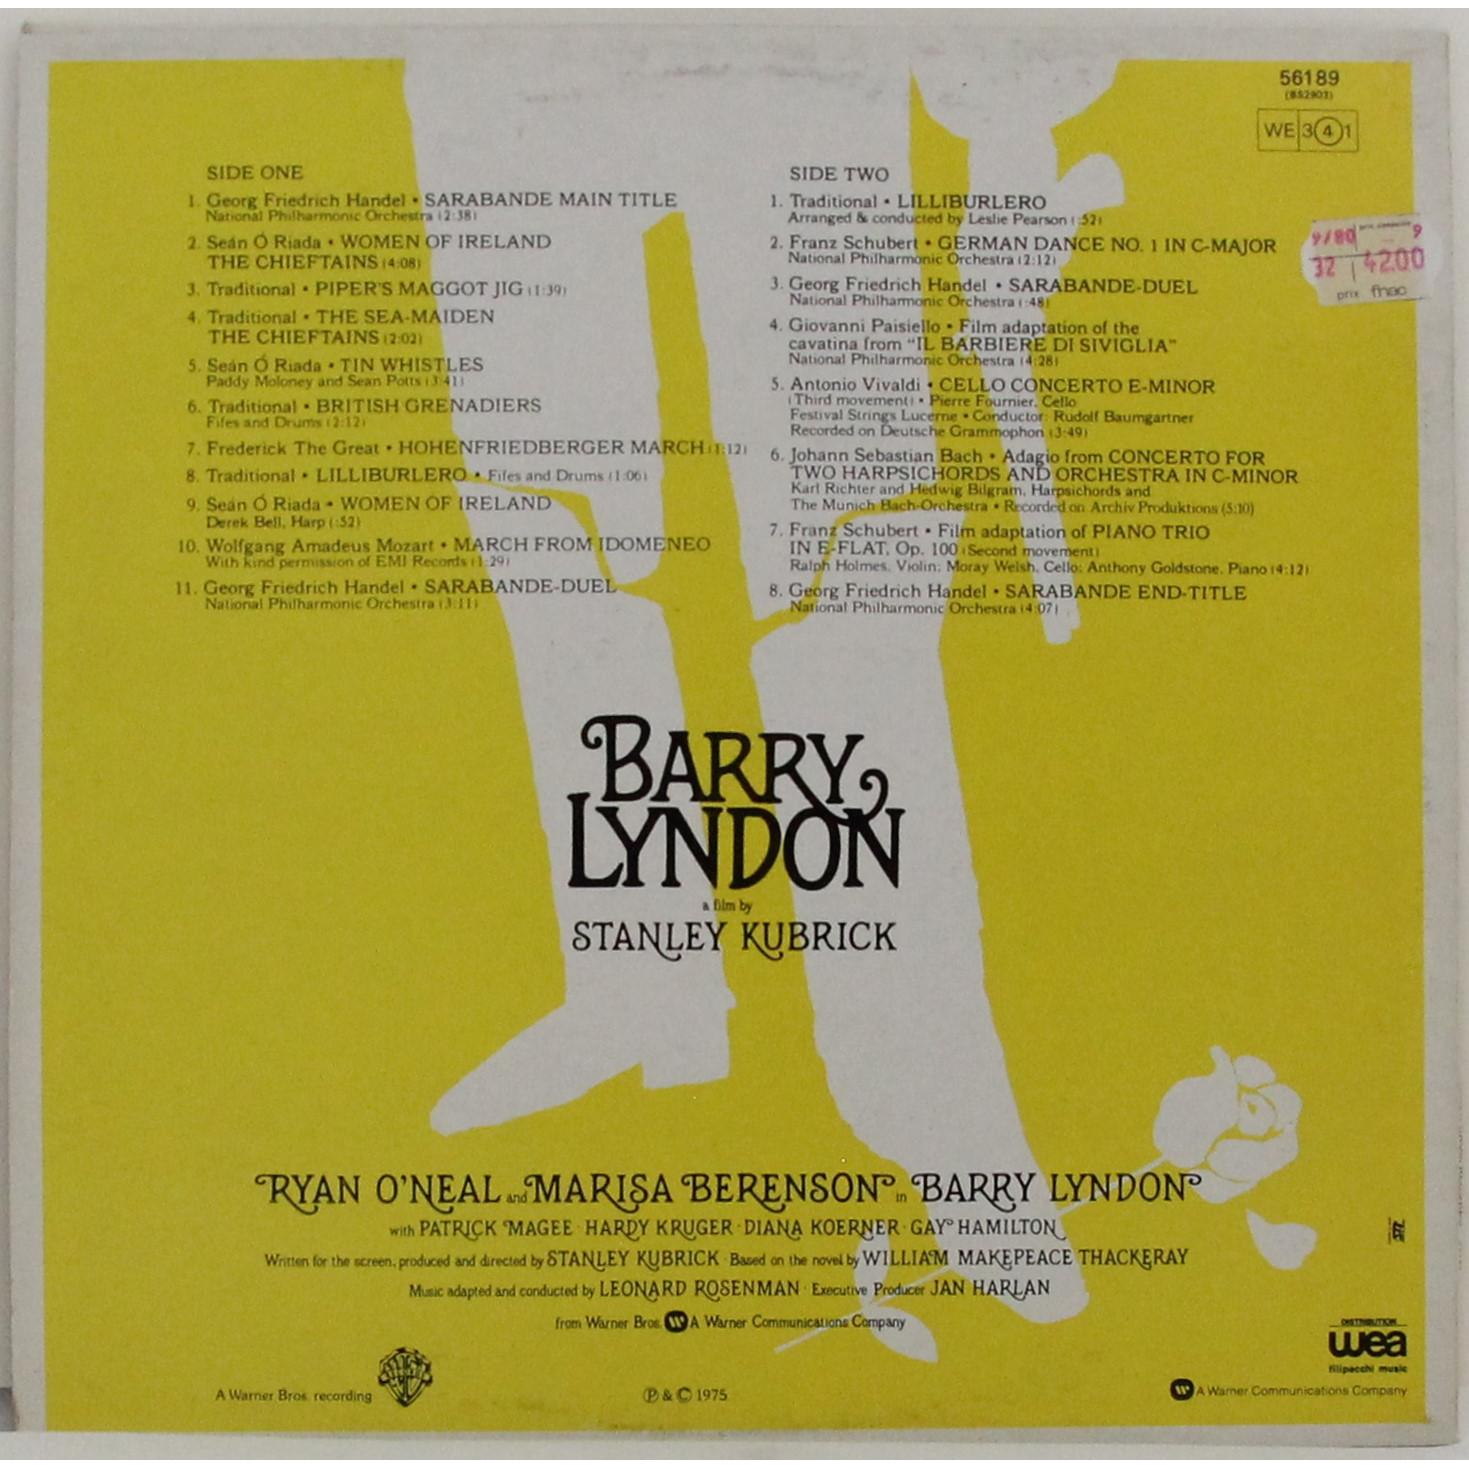 56189
(BS2903)
WE 3 4 1
SIDE ONE
1. Georg Friedrich Handel • SARABANDE MAIN TITLE
National Philharmonic Orchestra (2:38)
2. Seán Ó Riada • WOMEN OF IRELAND
THE CHIEFTAINS (4:08)
3. Traditional • PIPER'S MAGGOT JIG (1:39)
4. Traditional • THE SEA-MAIDEN
THE CHIEFTAINS (2:02)
5. Seán Ó Riada • TIN WHISTLES
Paddy Moloney and Sean Potts (3:41)
6. Traditional • BRITISH GRENADIERS
Fifes and Drums (2:12)
7. Frederick The Great • HOHENFRIEDBERGER MARCH (1:12)
8. Traditional • LILLIBURLERO • Fifes and Drums (1:06)
9. Seán Ó Riada • WOMEN OF IRELAND
Derek Bell, Harp (:52)
10. Wolfgang Amadeus Mozart • MARCH FROM IDOMENEO
With kind permission of EMI Records (1:29)
11. Georg Friedrich Handel • SARABANDE-DUEL
National Philharmonic Orchestra (3:11)
SIDE TWO
1. Traditional • LILLIBURLERO
Arranged & conducted by Leslie Pearson (:52)
2. Franz Schubert • GERMAN DANCE NO. 1 IN C-MAJOR
National Philharmonic Orchestra (2:12)
3. Georg Friedrich Handel • SARABANDE-DUEL
National Philharmonic Orchestra (:48)
4. Giovanni Paisiello • Film adaptation of the
cavatina from "IL BARBIERE DI SIVIGLIA"
National Philharmonic Orchestra (4:28)
5. Antonio Vivaldi • CELLO CONCERTO E-MINOR
(Third movement) • Pierre Fournier, Cello
Festival Strings Lucerne • Conductor: Rudolf Baumgartner
Recorded on Deutsche Grammophon (3:49)
6. Johann Sebastian Bach • Adagio from CONCERTO FOR
TWO HARPSICHORDS AND ORCHESTRA IN C-MINOR
Karl Richter and Hedwig Bilgram, Harpsichords and
The Munich Bach-Orchestra • Recorded on Archiv Produktions (5:10)
7. Franz Schubert • Film adaptation of PIANO TRIO
IN E-FLAT, Op. 100 (Second movement)
Ralph Holmes, Violin; Moray Welsh, Cello; Anthony Goldstone, Piano (4:12)
8. Georg Friedrich Handel • SARABANDE END-TITLE
National Philharmonic Orchestra (4:07)
9/80 9
32 4200
prix fnac
BARRY
LYNDON
a film by
STANLEY KUBRICK
RYAN O'NEAL and MARISA BERENSON in BARRY LYNDON
with PATRICK MAGEE · HARDY KRUGER · DIANA KOERNER · GAY HAMILTON
Written for the screen, produced and directed by STANLEY KUBRICK · Based on the novel by WILLIAM MAKEPEACE THACKERAY
Music adapted and conducted by LEONARD ROSENMAN · Executive Producer JAN HARLAN
from Warner Bros. A Warner Communications Company
A Warner Bros. recording
℗ & © 1975
DISTRIBUTION
wea
filipacchi music
A Warner Communications Company